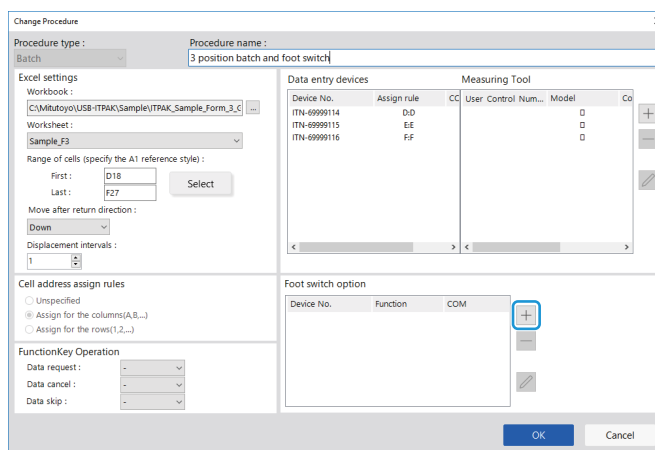 Change Procedure
Procedure type :
Procedure name :
Batch
3 position batch and foot switch
Excel settings
Workbook :
C:\Mitutoyo\USB-ITPAK\Sample\ITPAK_Sample_Form_3_C
...
Worksheet :
Sample_F3
Range of cells (specify the A1 reference style) :
First :
D18
Last :
F27
Select
Move after return direction :
Down
Displacement intervals :
1
Cell address assign rules
Unspecified
Assign for the columns(A,B,...)
Assign for the rows(1,2,...)
FunctionKey Operation
Data request : -
Data cancel : -
Data skip : -
Data entry devices
Device No. Assign rule CC
ITN-69999114 D:D
ITN-69999115 E:E
ITN-69999116 F:F
Measuring Tool
User Control Num... Model Co
Foot switch option
Device No. Function COM
OK
Cancel